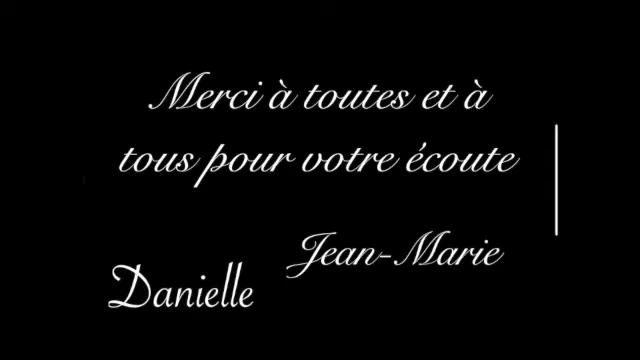 Merci à toutes et à
tous pour votre écoute
Jean-Marie
Danielle